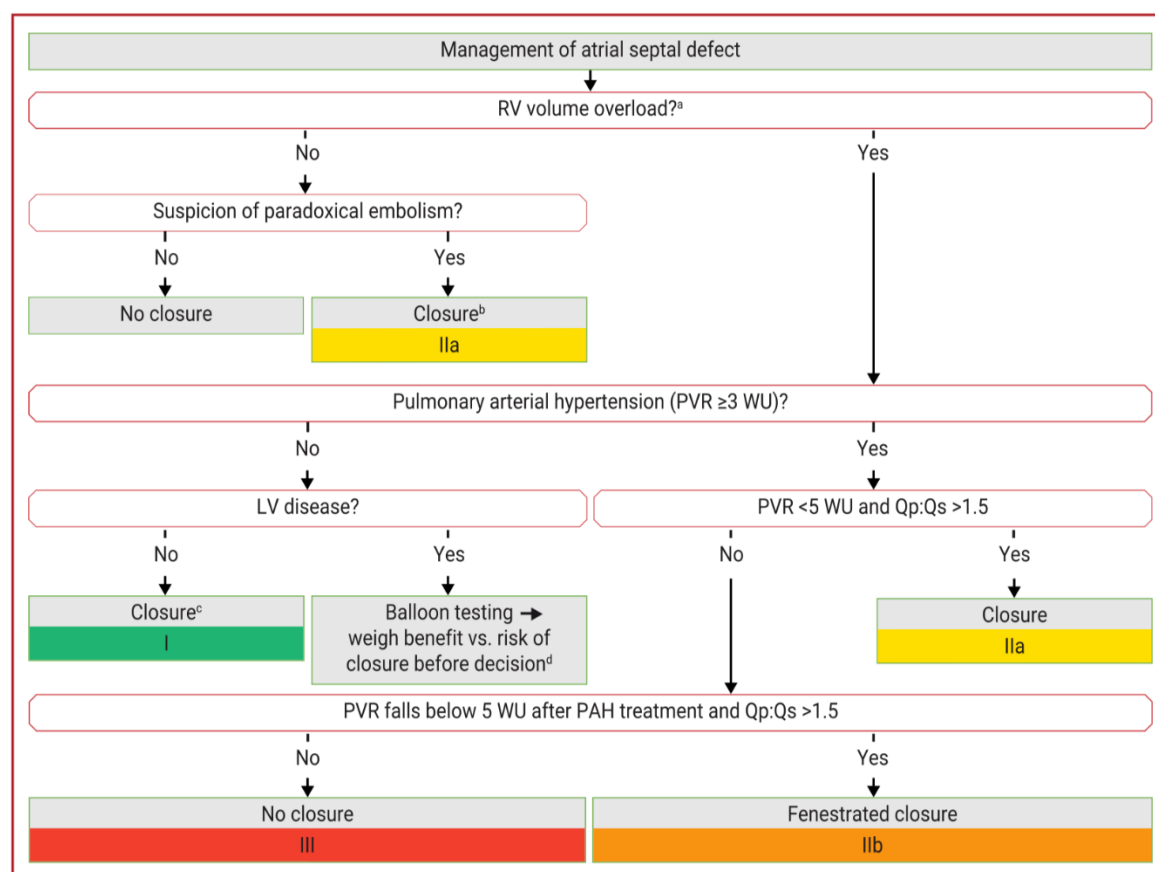 Management of atrial septal defect
RV volume overload?a
No
Yes
Suspicion of paradoxical embolism?
No
Yes
No closure
Closureb
IIa
Pulmonary arterial hypertension (PVR ≥3 WU)?
No
Yes
LV disease?
PVR <5 WU and Qp:Qs >1.5
No
Yes
No
Yes
Closurec
I
Balloon testing →
weigh benefit vs. risk of
closure before decisiond
Closure
IIa
PVR falls below 5 WU after PAH treatment and Qp:Qs >1.5
No
Yes
No closure
III
Fenestrated closure
IIb